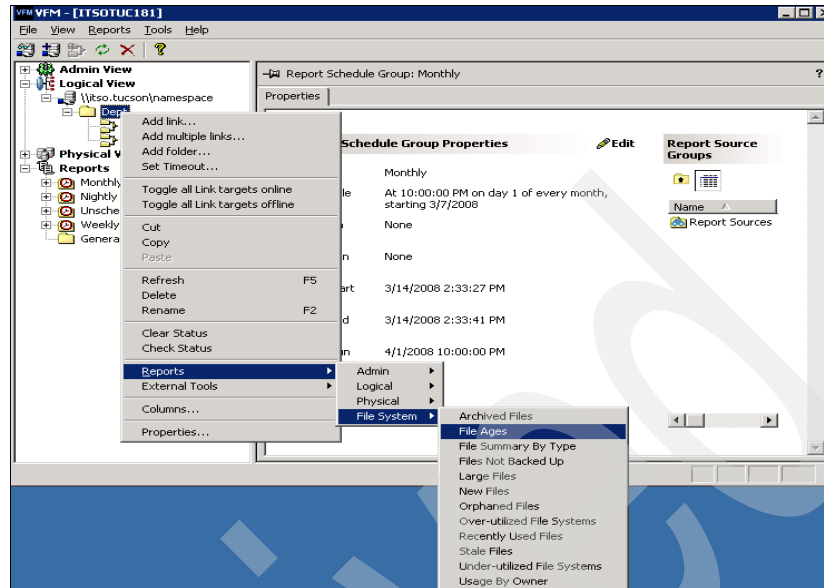 VFM VFM - [ITSOTUC181]
File View Reports Tools Help
Admin View
Logical View
\\itso.tucson\namespace
Dept
Physical V
Reports
Monthly
Nightly
Unsche
Weekly
Genera
Report Schedule Group: Monthly
?
Properties
Schedule Group Properties
Edit
Report Source Groups
Monthly
le At 10:00:00 PM on day 1 of every month,
starting 3/7/2008
None
n None
art 3/14/2008 2:33:27 PM
d 3/14/2008 2:33:41 PM
un 4/1/2008 10:00:00 PM
Name
Report Sources
Add link...
Add multiple links...
Add folder...
Set Timeout...
Toggle all Link targets online
Toggle all Link targets offline
Cut
Copy
Paste
Refresh F5
Delete
Rename F2
Clear Status
Check Status
Reports
External Tools
Columns...
Properties...
Admin
Logical
Physical
File System
Archived Files
File Ages
File Summary By Type
Files Not Backed Up
Large Files
New Files
Orphaned Files
Over-utilized File Systems
Recently Used Files
Stale Files
Under-utilized File Systems
Usage By Owner